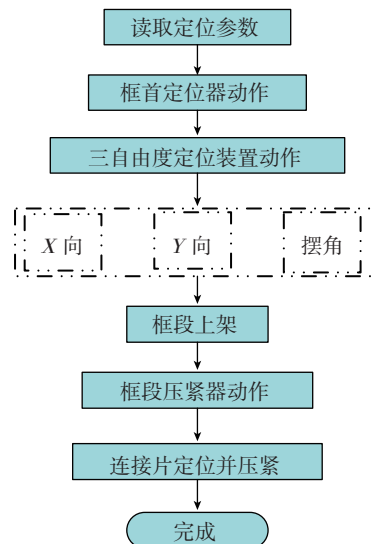 读取定位参数
框首定位器动作
三自由度定位装置动作
X 向 Y 向 摆角
框段上架
框段压紧器动作
连接片定位并压紧
完成